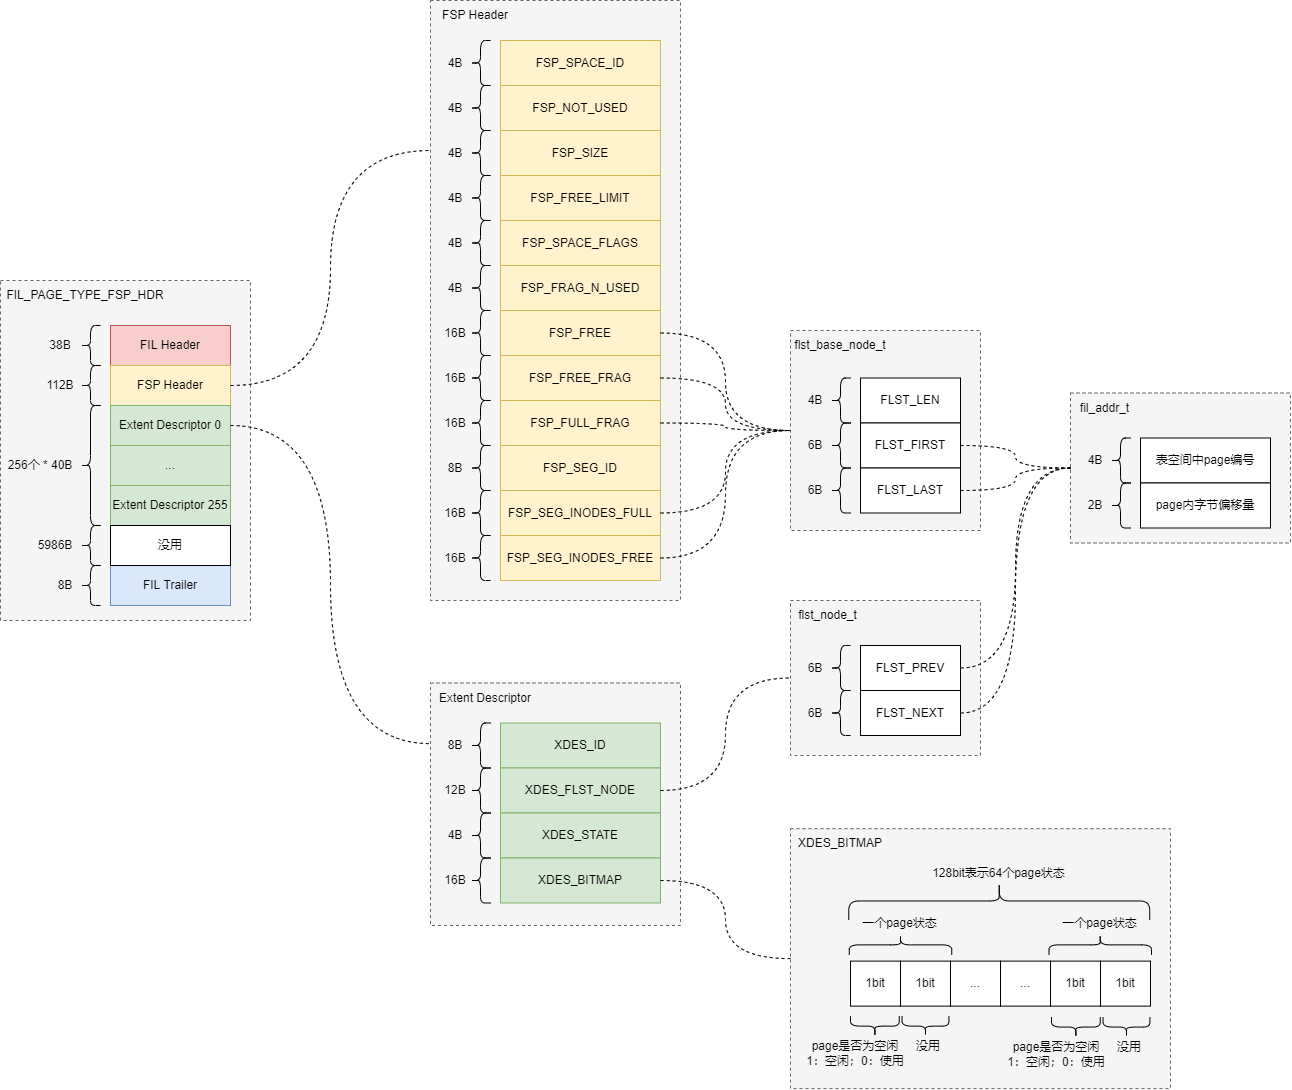 FSP Header
4B
FSP_SPACE_ID
4B
FSP_NOT_USED
4B
FSP_SIZE
4B
FSP_FREE_LIMIT
4B
FSP_SPACE_FLAGS
4B
FSP_FRAG_N_USED
16B
FSP_FREE
16B
FSP_FREE_FRAG
16B
FSP_FULL_FRAG
8B
FSP_SEG_ID
16B
FSP_SEG_INODES_FULL
16B
FSP_SEG_INODES_FREE
FIL_PAGE_TYPE_FSP_HDR
38B
FIL Header
112B
FSP Header
256个 * 40B
Extent Descriptor 0
...
Extent Descriptor 255
5986B
没用
8B
FIL Trailer
flst_base_node_t
4B
FLST_LEN
6B
FLST_FIRST
6B
FLST_LAST
fil_addr_t
4B
表空间中page编号
2B
page内字节偏移量
flst_node_t
6B
FLST_PREV
6B
FLST_NEXT
Extent Descriptor
8B
XDES_ID
12B
XDES_FLST_NODE
4B
XDES_STATE
16B
XDES_BITMAP
XDES_BITMAP
128bit表示64个page状态
一个page状态
一个page状态
1bit
1bit
...
...
1bit
1bit
page是否为空闲
1：空闲；0：使用
没用
page是否为空闲
1：空闲；0：使用
没用